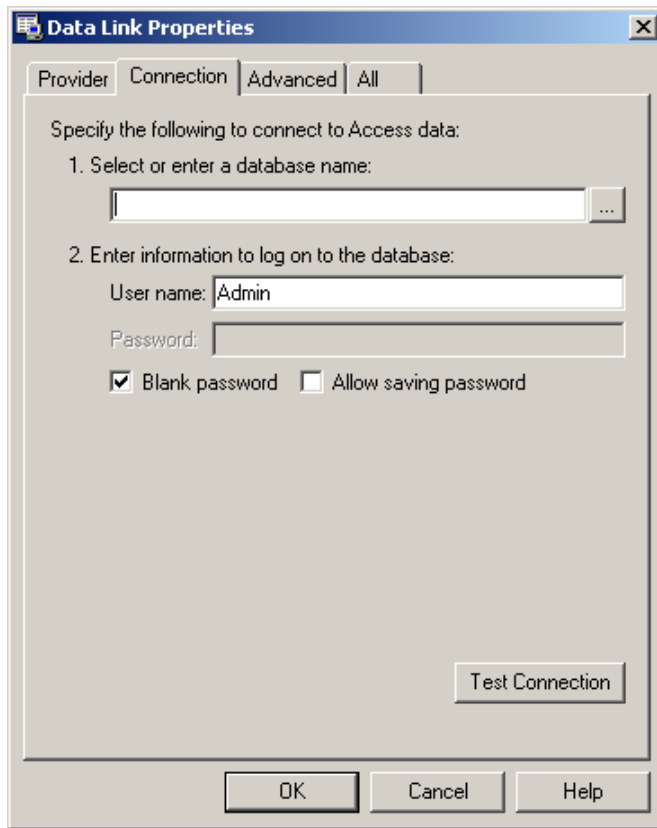 Data Link Properties
Provider Connection Advanced All
Specify the following to connect to Access data:
1. Select or enter a database name:
...
2. Enter information to log on to the database:
User name: Admin
Password:
Blank password Allow saving password
Test Connection
OK Cancel Help